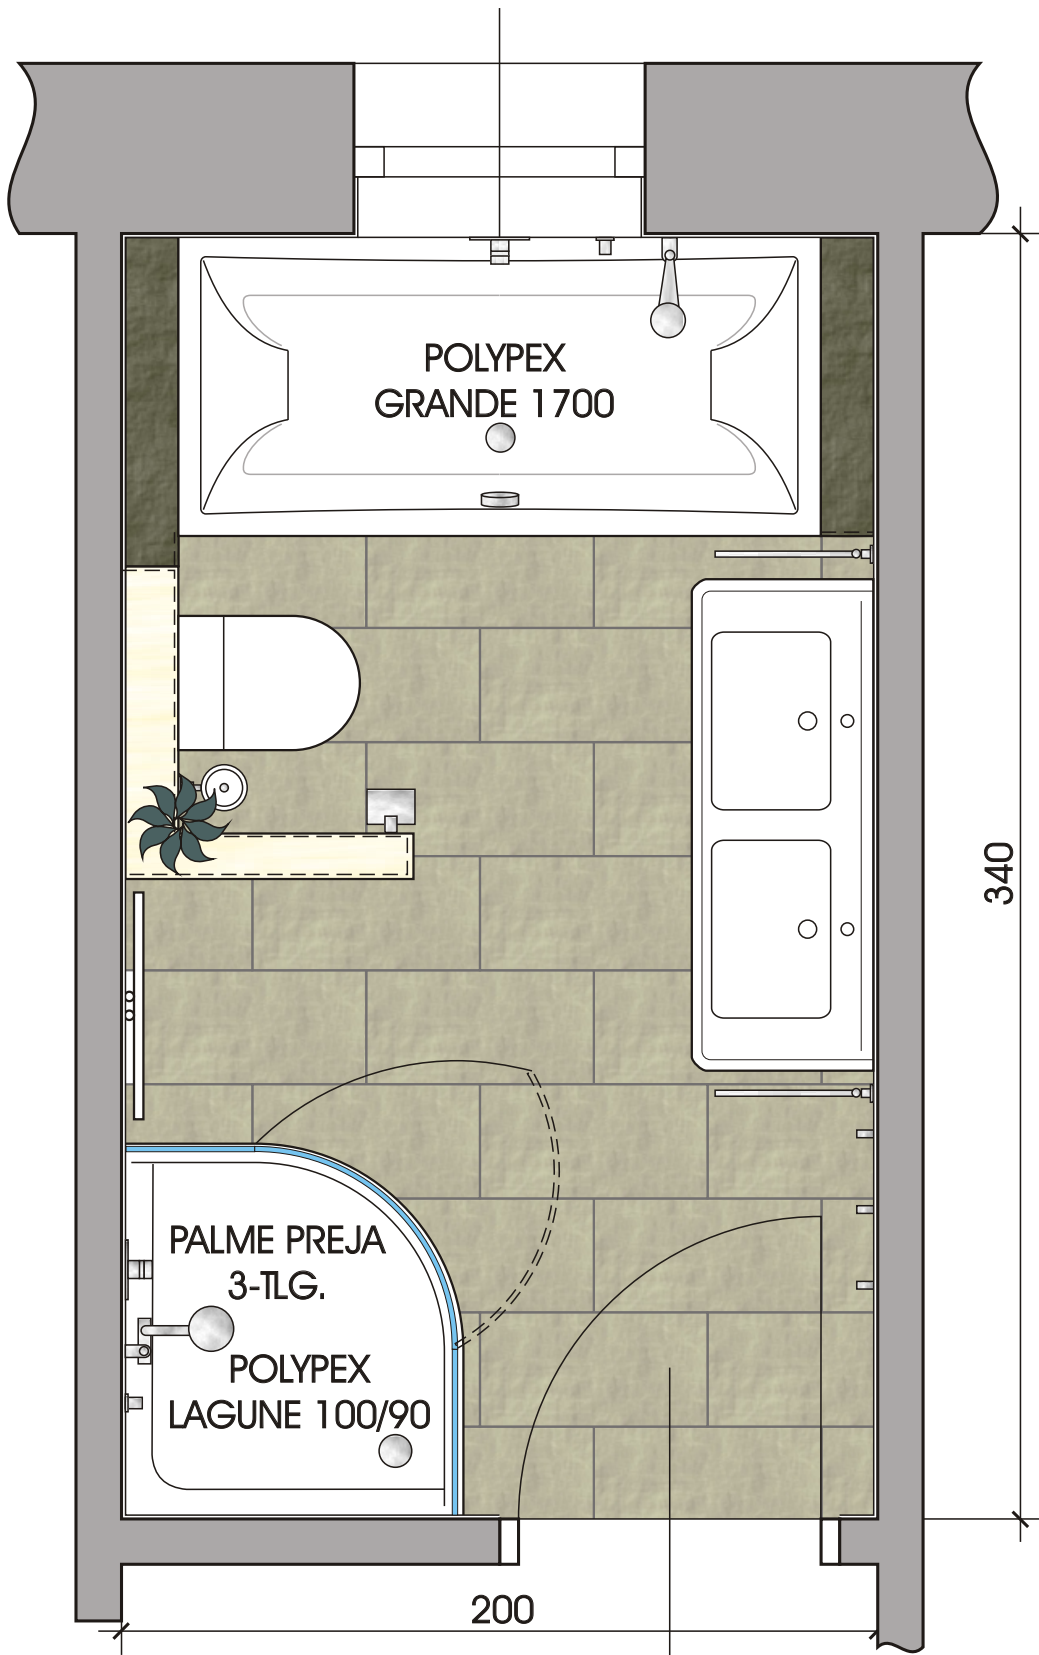 POLYPEX
GRANDE 1700
340
PALME PREJA
3-TLG.
POLYPEX
LAGUNE 100/90
200